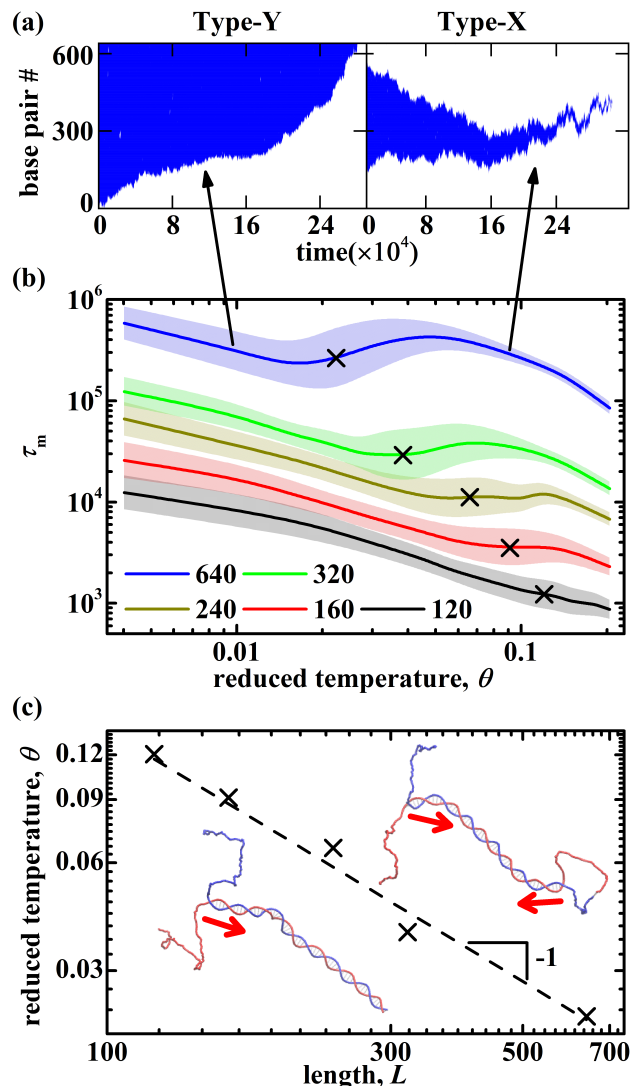 (a)
Type-Y
Type-X
base pair #
600
300
0
0 8 16 24
0 8 16 24
time(×10⁴)
(b)
10⁶
10⁵
10⁴
10³
τₘ
640
320
240
160
120
0.01
0.1
reduced temperature, θ
(c)
reduced temperature, θ
0.12
0.09
0.06
0.03
-1
100
300
500
700
length, L